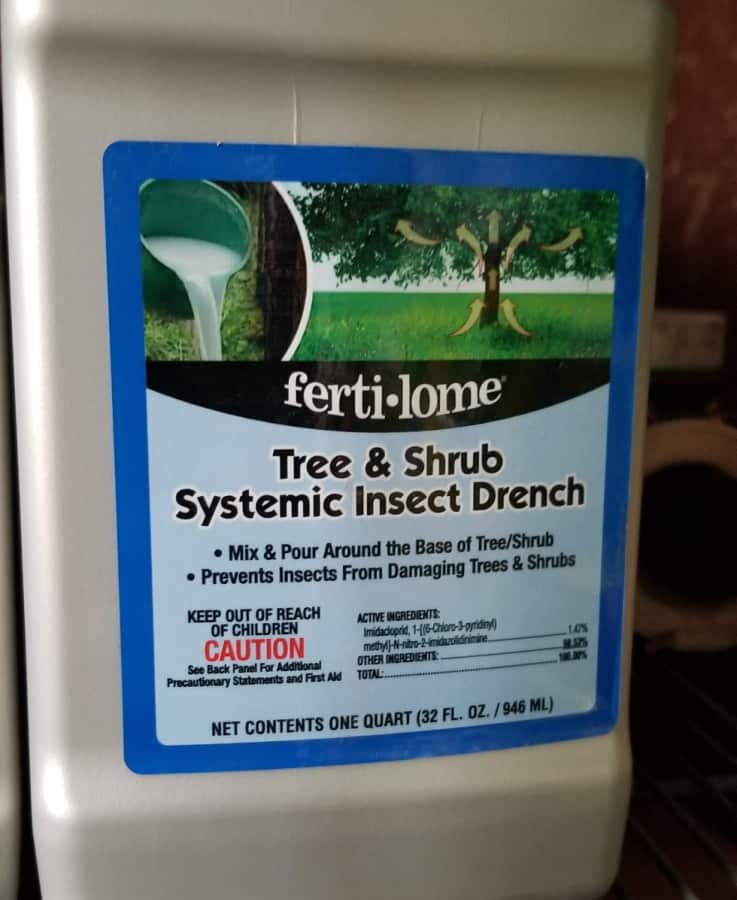 ferti•lome®
Tree & Shrub
Systemic Insect Drench
• Mix & Pour Around the Base of Tree/Shrub
• Prevents Insects From Damaging Trees & Shrubs
KEEP OUT OF REACH
OF CHILDREN
CAUTION
See Back Panel For Additional
Precautionary Statements and First Aid
ACTIVE INGREDIENTS:
Imidacloprid, 1-[(6-Chloro-3-pyridinyl)
methyl]-N-nitro-2-imidazolidinimine 1.47%
OTHER INGREDIENTS: 98.53%
TOTAL: 100.00%
NET CONTENTS ONE QUART (32 FL. OZ. / 946 ML)